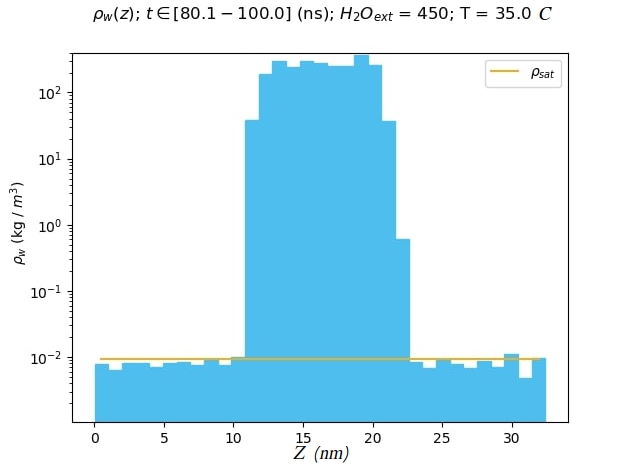 ρw(z); t ∈ [80.1 − 100.0] (ns); H2Oext = 450; T = 35.0 C
ρsat
ρw (kg / m³)
10²
10¹
10⁰
10⁻¹
10⁻²
0 5 10 15 20 25 30
Z (nm)